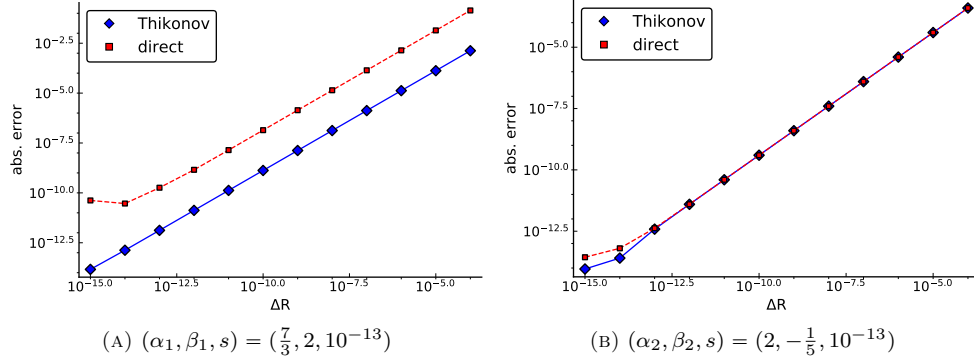 Thikonov
direct
abs. error
10^−2.5
10^−5.0
10^−7.5
10^−10.0
10^−12.5
10^−15.0 10^−12.5 10^−10.0 10^−7.5 10^−5.0
ΔR
(A) (α₁, β₁, s) = (7/3, 2, 10^−13)
Thikonov
direct
abs. error
10^−5.0
10^−7.5
10^−10.0
10^−12.5
10^−15.0 10^−12.5 10^−10.0 10^−7.5 10^−5.0
ΔR
(B) (α₂, β₂, s) = (2, −1/5, 10^−13)